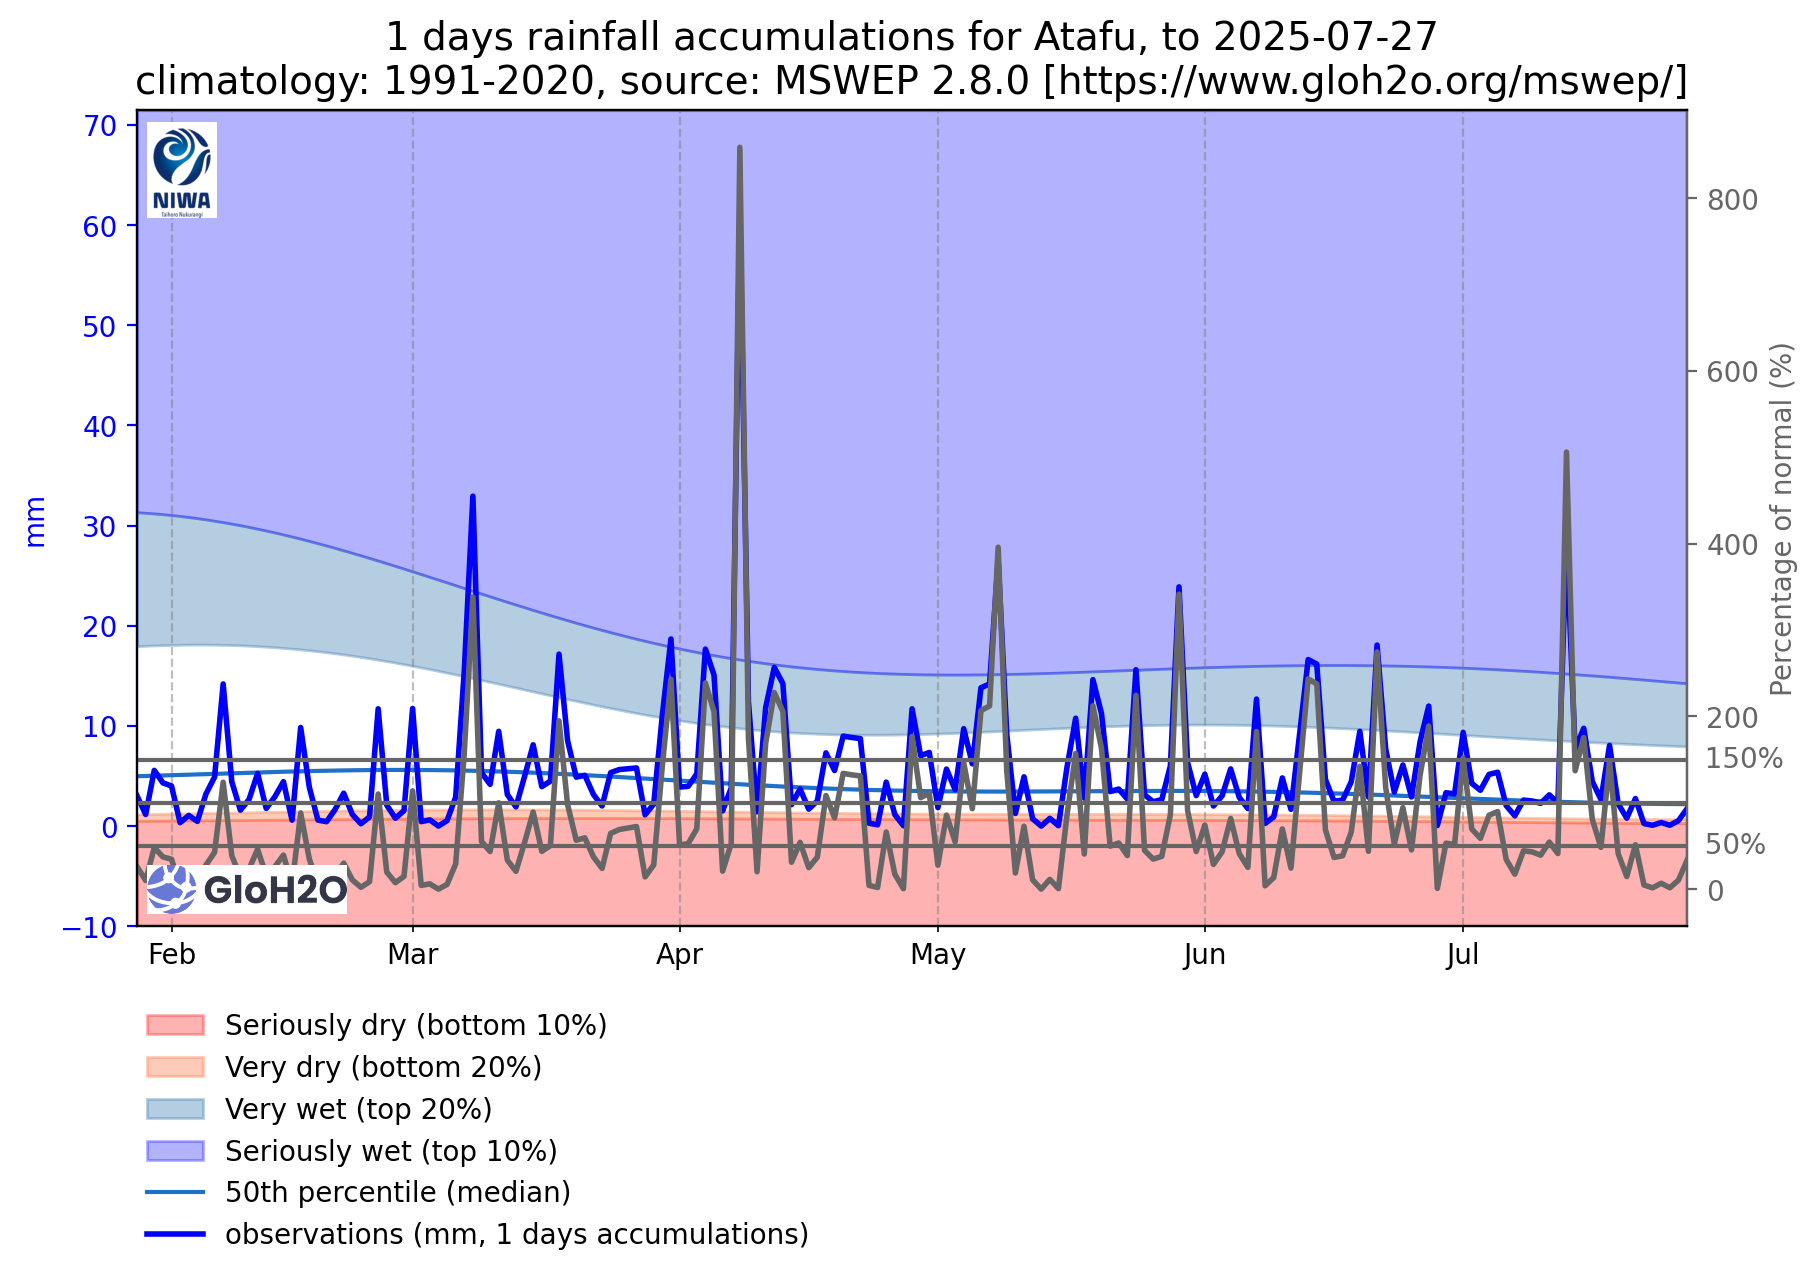 1 days rainfall accumulations for Atafu, to 2025-07-27
climatology: 1991-2020, source: MSWEP 2.8.0 [https://www.gloh2o.org/mswep/]
70
60
50
40
30
20
10
0
−10
mm
NIWA
Taihoro Nukurangi
GloH2O
800
600
400
200
150%
50%
0
Percentage of normal (%)
Feb
Mar
Apr
May
Jun
Jul
Seriously dry (bottom 10%)
Very dry (bottom 20%)
Very wet (top 20%)
Seriously wet (top 10%)
50th percentile (median)
observations (mm, 1 days accumulations)